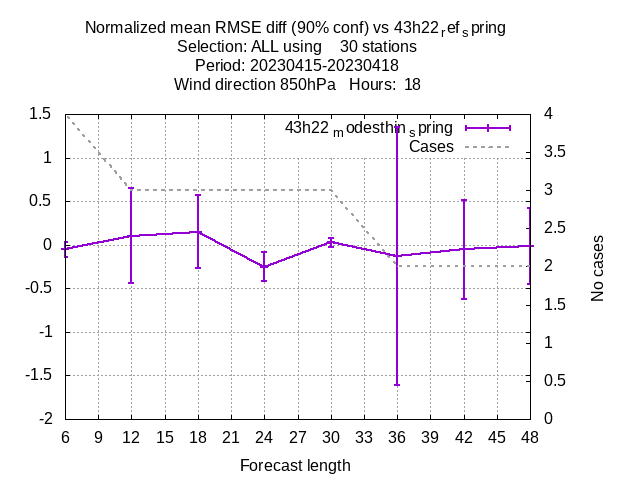 Normalized mean RMSE diff (90% conf) vs 43h22refspring
Selection: ALL using 30 stations
Period: 20230415-20230418
Wind direction 850hPa Hours: 18
43h22modesthinspring
Cases
1.5
1
0.5
0
-0.5
-1
-1.5
-2
4
3.5
3
2.5
2
1.5
1
0.5
0
No cases
6 9 12 15 18 21 24 27 30 33 36 39 42 45 48
Forecast length